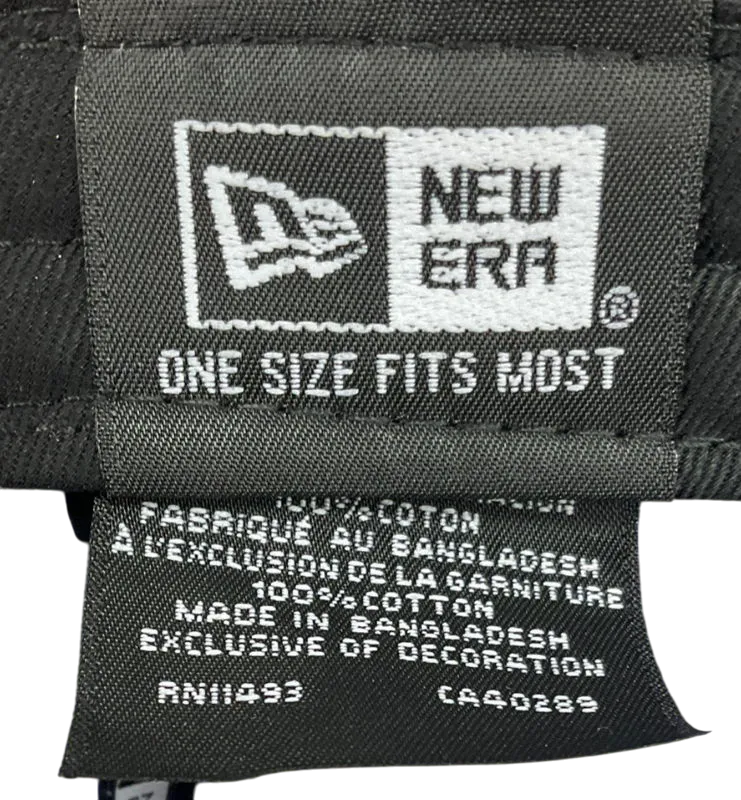 NEW
ERA
®
ONE SIZE FITS MOST
100% COTON
FABRIQUÉ AU BANGLADESH
À L'EXCLUSION DE LA GARNITURE
100% COTTON
MADE IN BANGLADESH
EXCLUSIVE OF DECORATION
RN11493 CA40289